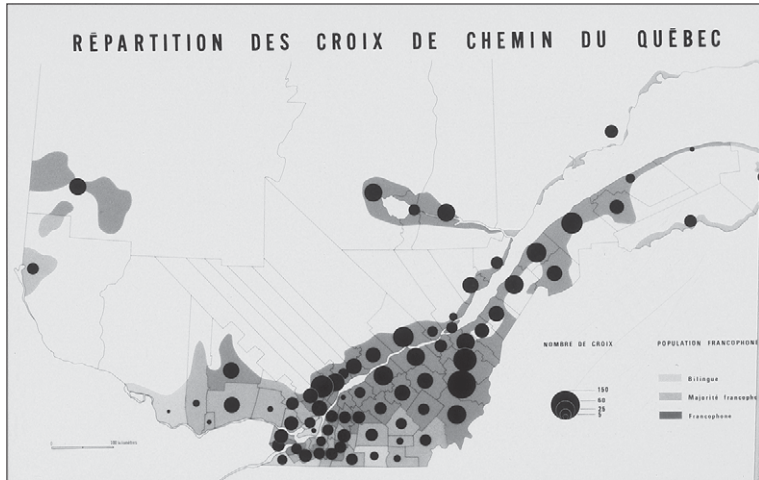 RÉPARTITION DES CROIX DE CHEMIN DU QUÉBEC
NOMBRE DE CROIX
150
60
25
5
POPULATION FRANCOPHONE
Bilingue
Majorité francopho
Francophone